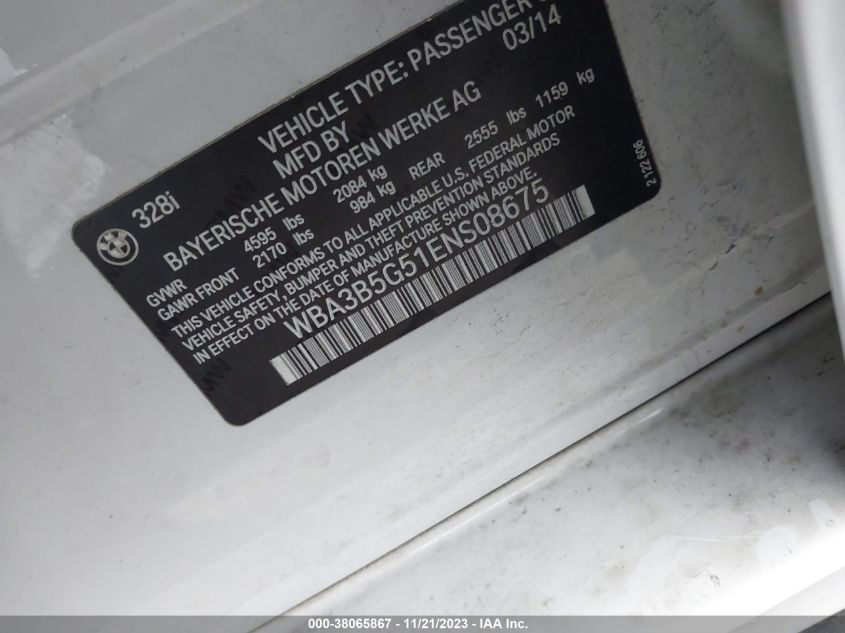 328i
VEHICLE TYPE: PASSENGER
03/14
MFD BY
BAYERISCHE MOTOREN WERKE AG
GVWR 4595 lbs 2084 kg
GAWR FRONT 2170 lbs 984 kg REAR 2555 lbs 1159 kg
THIS VEHICLE CONFORMS TO ALL APPLICABLE U.S. FEDERAL MOTOR
VEHICLE SAFETY, BUMPER AND THEFT PREVENTION STANDARDS
IN EFFECT ON THE DATE OF MANUFACTURE SHOWN ABOVE.
WBA3B5G51ENS08675
2 122 606
000-38065867 - 11/21/2023 - IAA Inc.